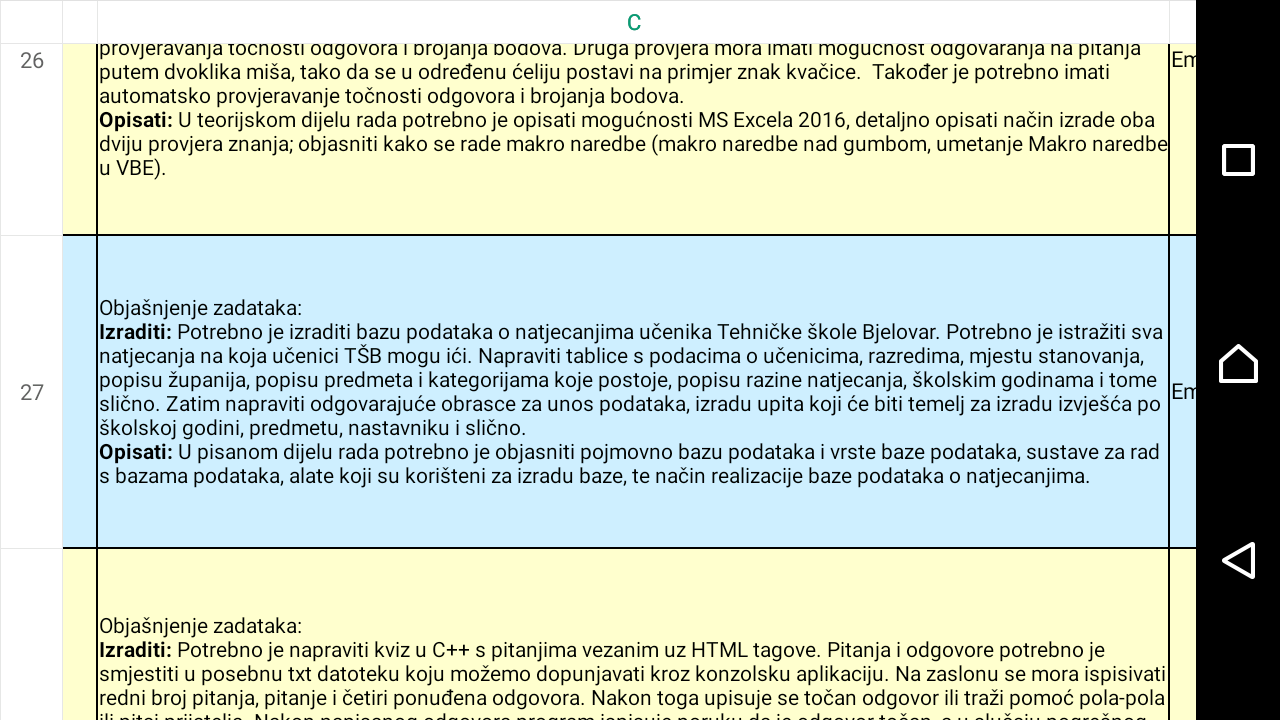 C
26
provjeravanja točnosti odgovora i brojanja bodova. Druga provjera mora imati mogućnost odgovaranja na pitanja
putem dvoklika miša, tako da se u određenu ćeliju postavi na primjer znak kvačice.  Također je potrebno imati
automatsko provjeravanje točnosti odgovora i brojanja bodova.
Opisati: U teorijskom dijelu rada potrebno je opisati mogućnosti MS Excela 2016, detaljno opisati način izrade oba
dviju provjera znanja; objasniti kako se rade makro naredbe (makro naredbe nad gumbom, umetanje Makro naredbe
u VBE).
Em
27
Objašnjenje zadataka:
Izraditi: Potrebno je izraditi bazu podataka o natjecanjima učenika Tehničke škole Bjelovar. Potrebno je istražiti sva
natjecanja na koja učenici TŠB mogu ići. Napraviti tablice s podacima o učenicima, razredima, mjestu stanovanja,
popisu županija, popisu predmeta i kategorijama koje postoje, popisu razine natjecanja, školskim godinama i tome
slično. Zatim napraviti odgovarajuće obrasce za unos podataka, izradu upita koji će biti temelj za izradu izvješća po
školskoj godini, predmetu, nastavniku i slično.
Opisati: U pisanom dijelu rada potrebno je objasniti pojmovno bazu podataka i vrste baze podataka, sustave za rad
s bazama podataka, alate koji su korišteni za izradu baze, te način realizacije baze podataka o natjecanjima.
Em
Objašnjenje zadataka:
Izraditi: Potrebno je napraviti kviz u C++ s pitanjima vezanim uz HTML tagove. Pitanja i odgovore potrebno je
smjestiti u posebnu txt datoteku koju možemo dopunjavati kroz konzolsku aplikaciju. Na zaslonu se mora ispisivati
redni broj pitanja, pitanje i četiri ponuđena odgovora. Nakon toga upisuje se točan odgovor ili traži pomoć pola-pola